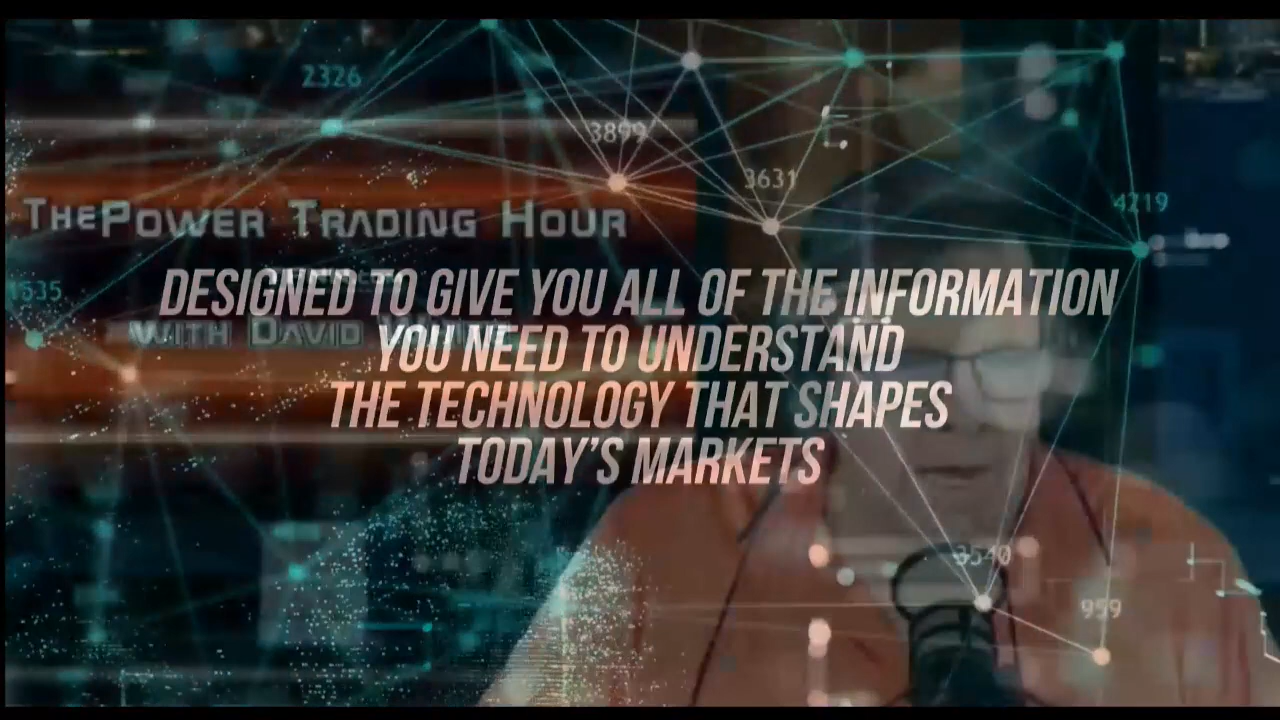 2326
3899
3631
4219
THE POWER TRADING HOUR
1635
DESIGNED TO GIVE YOU ALL OF THE INFORMATION
WITH DAVID
YOU NEED TO UNDERSTAND
THE TECHNOLOGY THAT SHAPES
TODAY'S MARKETS
3540
959